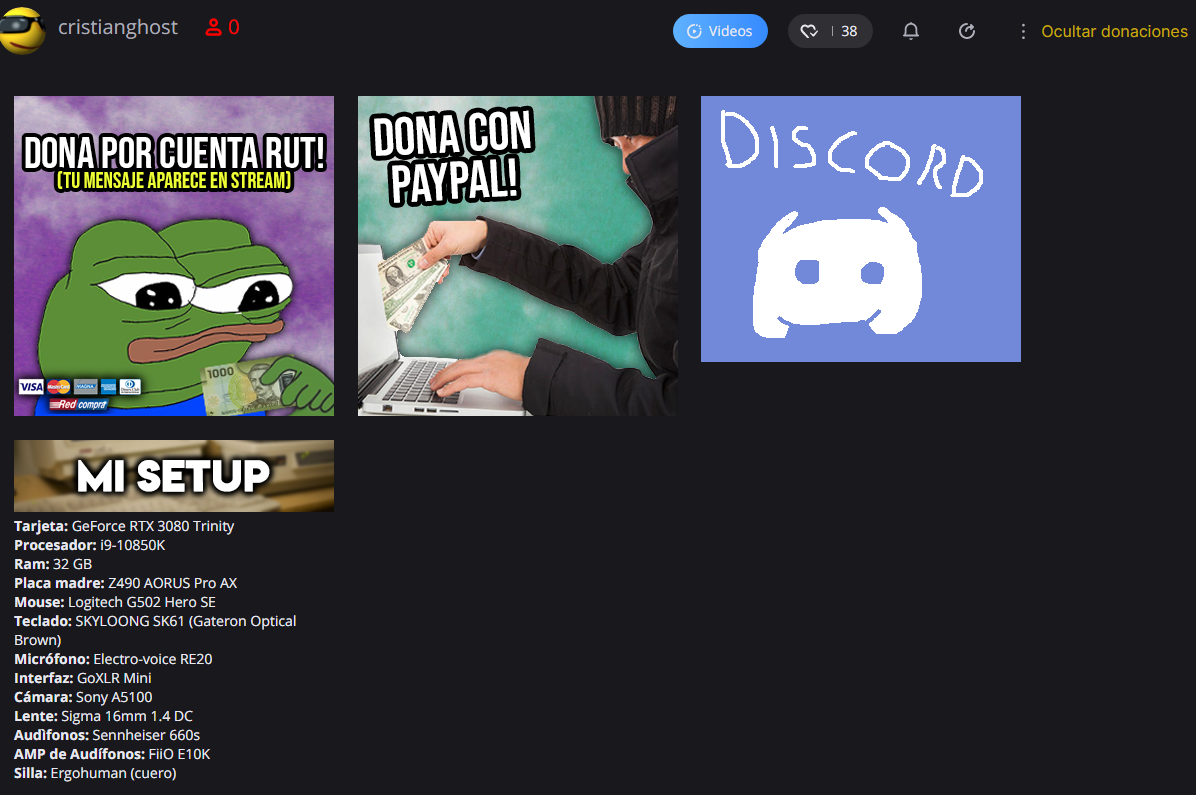 cristianghost
0
Videos
38
Ocultar donaciones
DONA POR CUENTA RUT!
(TU MENSAJE APARECE EN STREAM)
VISA
MasterCard
MAGNA
1000
Red compra
DONA CON
PAYPAL!
DISCORD
MI SETUP
Tarjeta: GeForce RTX 3080 Trinity
Procesador: i9-10850K
Ram: 32 GB
Placa madre: Z490 AORUS Pro AX
Mouse: Logitech G502 Hero SE
Teclado: SKYLOONG SK61 (Gateron Optical
Brown)
Micrófono: Electro-voice RE20
Interfaz: GoXLR Mini
Cámara: Sony A5100
Lente: Sigma 16mm 1.4 DC
Audìfonos: Sennheiser 660s
AMP de Audífonos: FiiO E10K
Silla: Ergohuman (cuero)